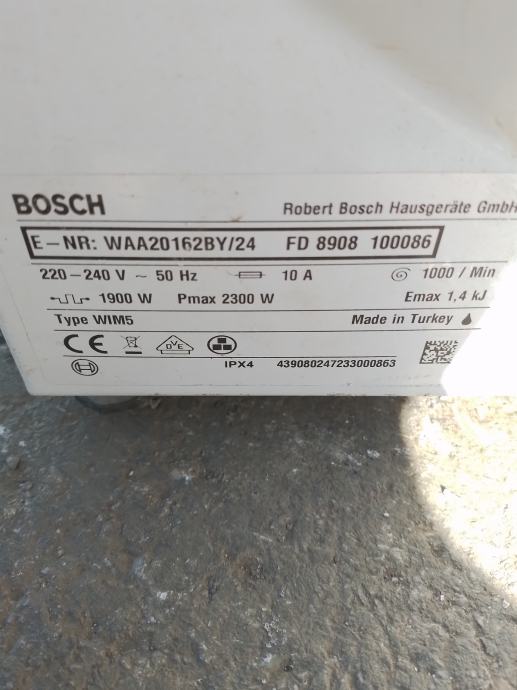 BOSCH Robert Bosch Hausgeräte GmbH
E-NR: WAA20162BY/24 FD 8908 100086
220-240 V ~ 50 Hz 10 A 1000 / Min
1900 W Pmax 2300 W Emax 1,4 kJ
Type WIM5 Made in Turkey
CE DVE
IPX4 439080247233000863